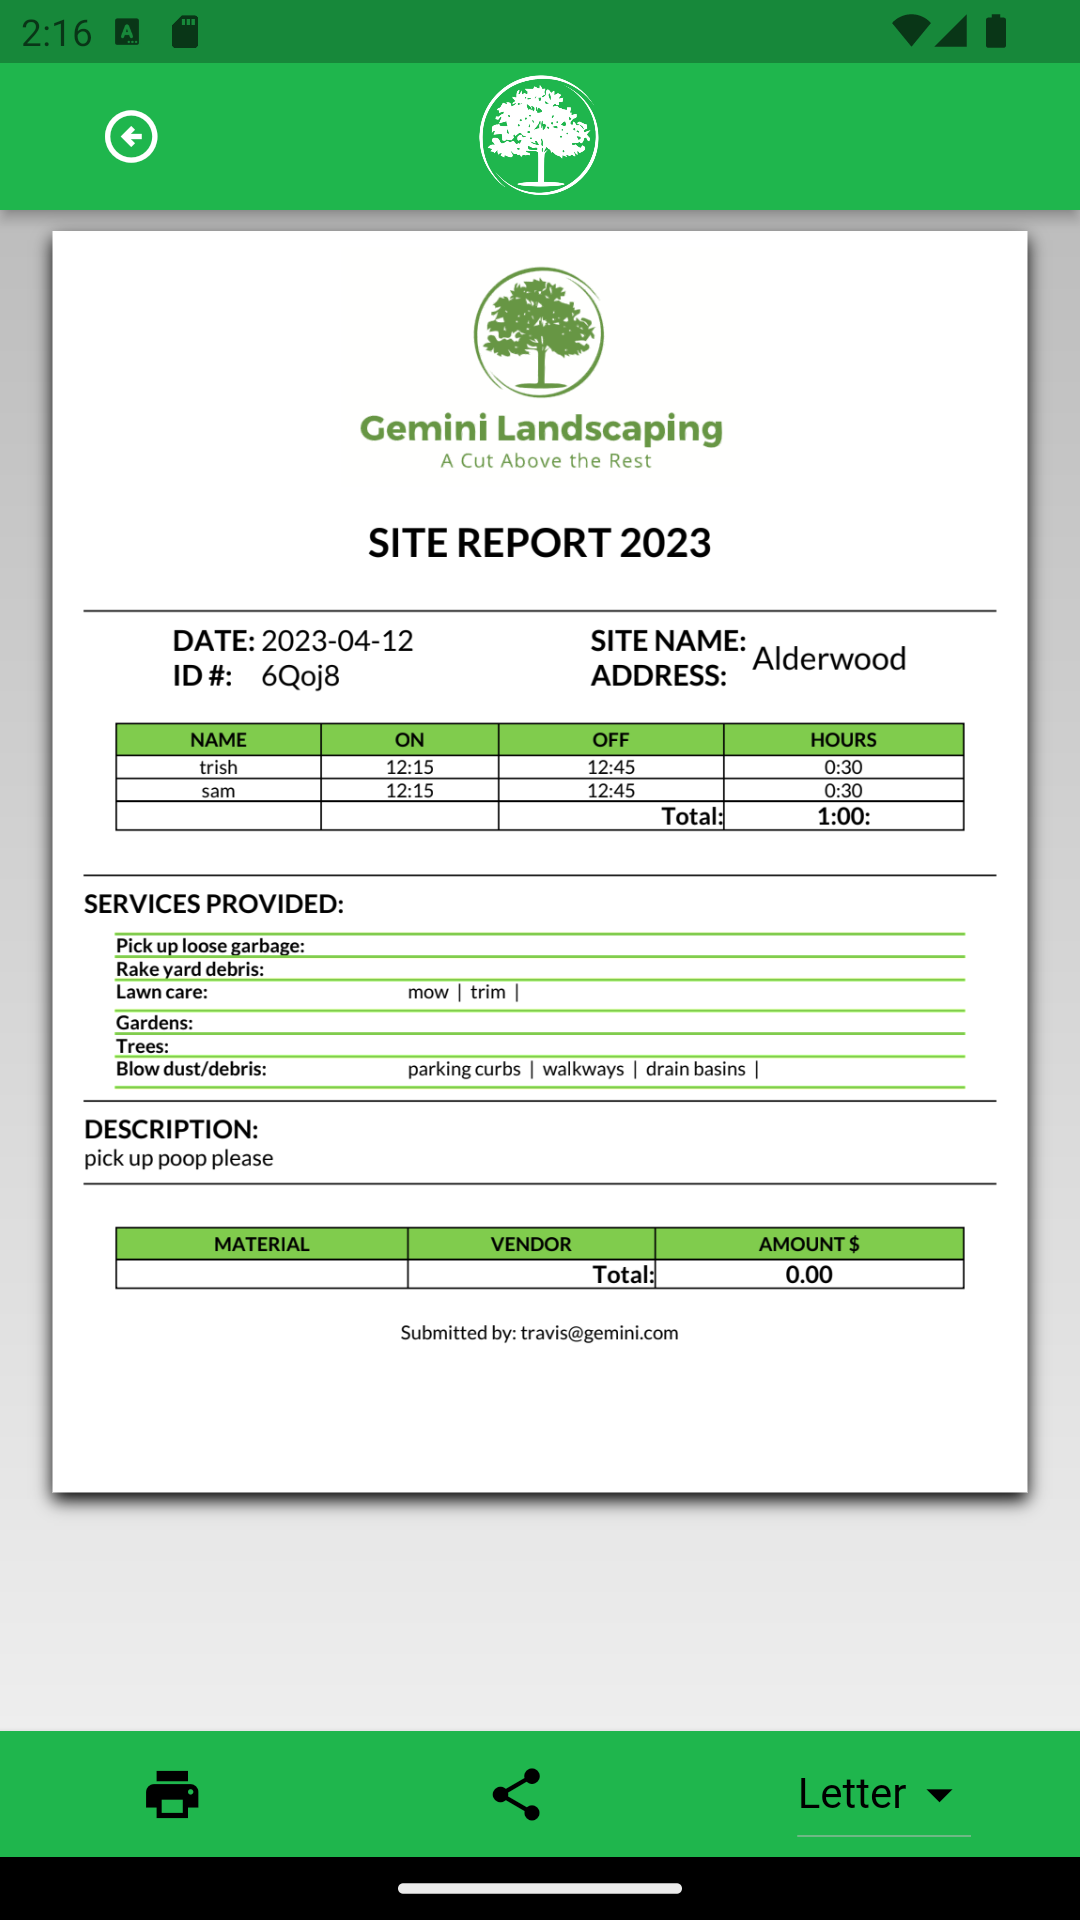 2:16
A
Gemini Landscaping
A Cut Above the Rest
SITE REPORT 2023
DATE: 2023-04-12
ID #: 6Qoj8
SITE NAME:
ADDRESS:
Alderwood
NAME ON OFF HOURS
trish 12:15 12:45 0:30
sam 12:15 12:45 0:30
Total: 1:00:
SERVICES PROVIDED:
Pick up loose garbage:
Rake yard debris:
Lawn care: mow | trim |
Gardens:
Trees:
Blow dust/debris: parking curbs | walkways | drain basins |
DESCRIPTION:
pick up poop please
MATERIAL VENDOR AMOUNT $
Total: 0.00
Submitted by: travis@gemini.com
Letter